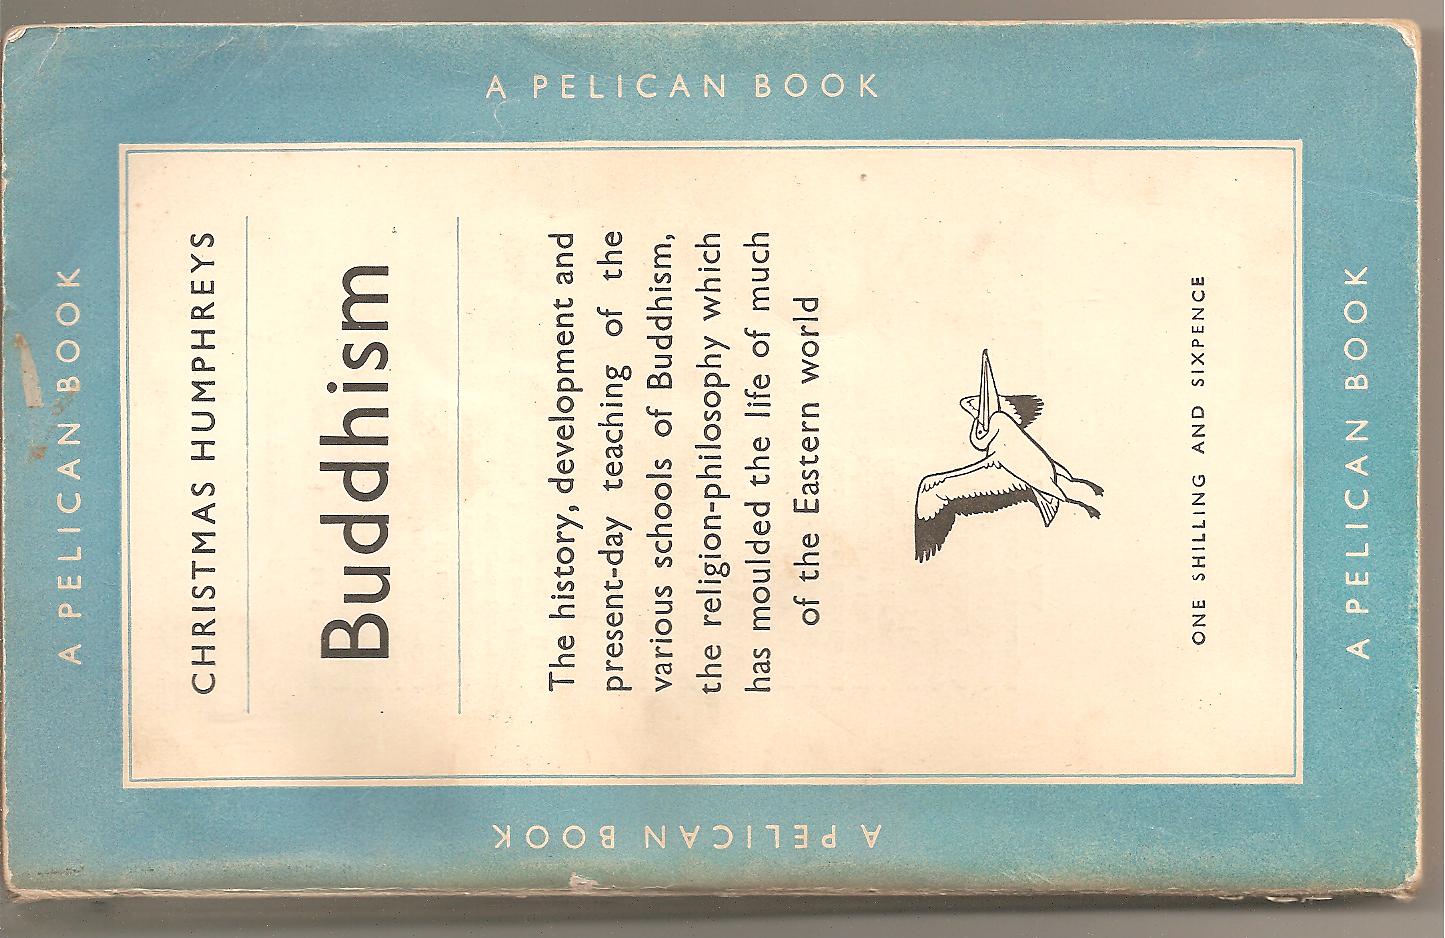 A PELICAN BOOK
CHRISTMAS HUMPHREYS
Buddhism
The history, development and
present-day teaching of the
various schools of Buddhism,
the religion-philosophy which
has moulded the life of much
of the Eastern world
ONE SHILLING AND SIXPENCE
A PELICAN BOOK
A PELICAN BOOK
A PELICAN BOOK